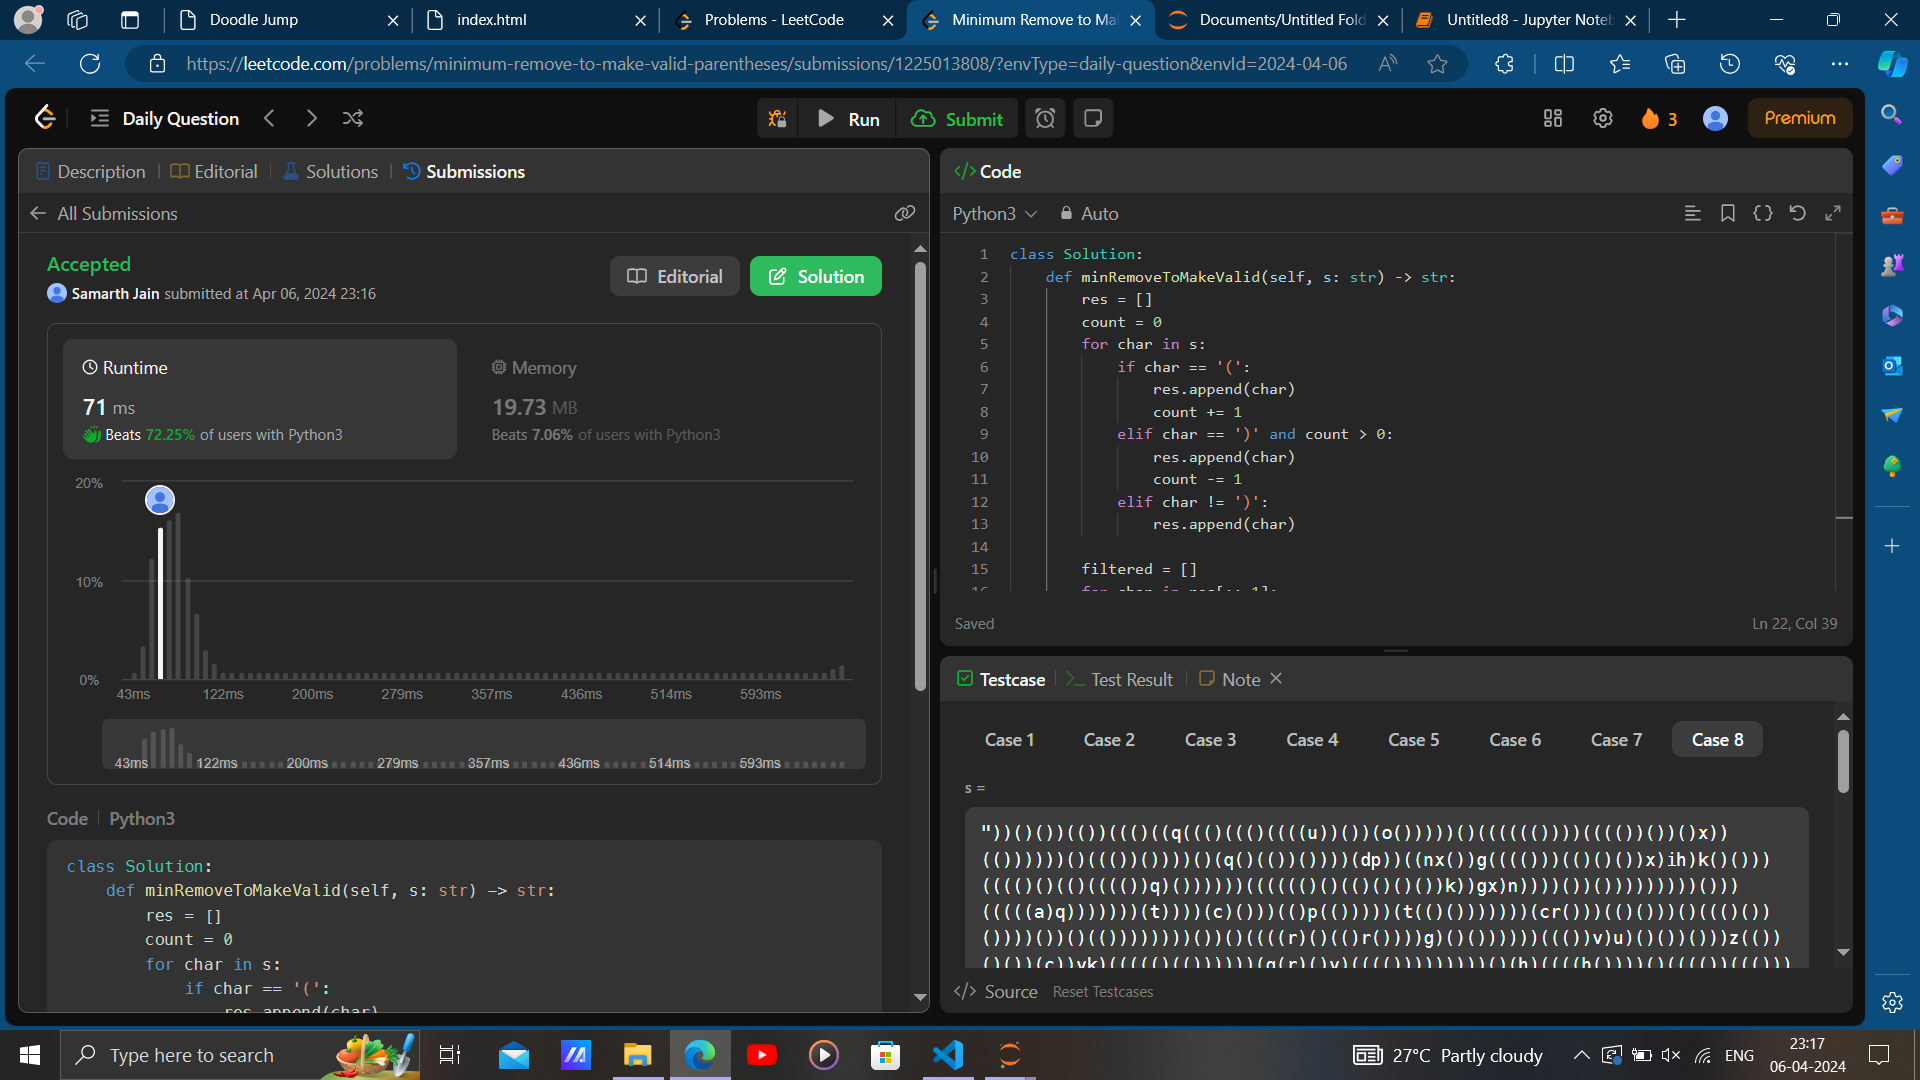 Doodle Jump
index.html
Problems - LeetCode
Minimum Remove to Ma
Documents/Untitled Fold
Untitled8 - Jupyter Noteb
https://leetcode.com/problems/minimum-remove-to-make-valid-parentheses/submissions/1225013808/?envType=daily-question&envId=2024-04-06
Daily Question
Run
Submit
3
Premium
Description
Editorial
Solutions
Submissions
All Submissions
Accepted
Samarth Jain submitted at Apr 06, 2024 23:16
Editorial
Solution
Runtime
71 ms
Beats 72.25% of users with Python3
Memory
19.73 MB
Beats 7.06% of users with Python3
20%
10%
0%
43ms 122ms 200ms 279ms 357ms 436ms 514ms 593ms
43ms 122ms 200ms 279ms 357ms 436ms 514ms 593ms
Code Python3
class Solution:
def minRemoveToMakeValid(self, s: str) -> str:
res = []
count = 0
for char in s:
if char == '(':
res.append(char)
Code
Python3
Auto
1 class Solution:
2 def minRemoveToMakeValid(self, s: str) -> str:
3 res = []
4 count = 0
5 for char in s:
6 if char == '(':
7 res.append(char)
8 count += 1
9 elif char == ')' and count > 0:
10 res.append(char)
11 count -= 1
12 elif char != ')':
13 res.append(char)
14
15 filtered = []
16 for char in res[::-1]:
Saved
Ln 22, Col 39
Testcase
Test Result
Note
Case 1 Case 2 Case 3 Case 4 Case 5 Case 6 Case 7 Case 8
s =
"))(()())(())((()((q((()((()((((u))())(o()))))()(((((())))(((())())()x))
Source Reset Testcases
Type here to search
27°C Partly cloudy
ENG
23:17
06-04-2024